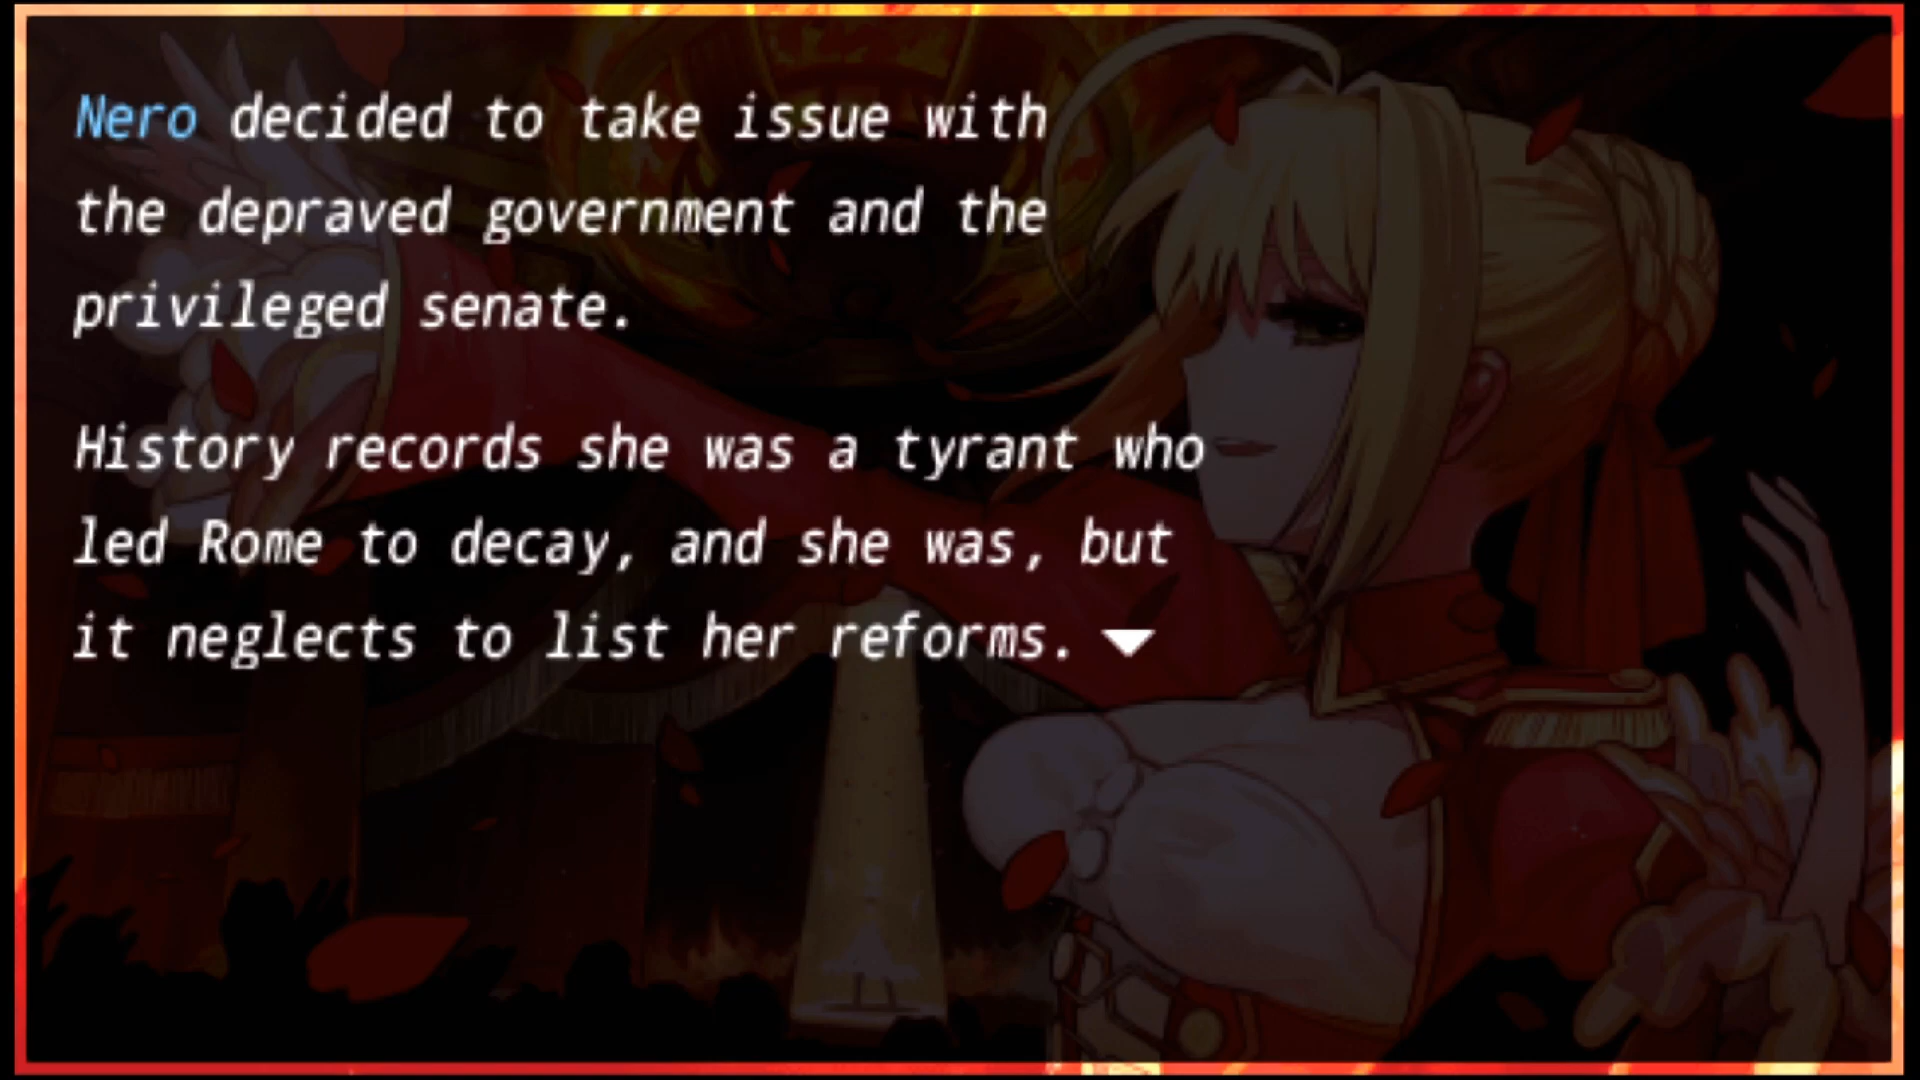 Nero decided to take issue with
the depraved government and the
privileged senate.
History records she was a tyrant who
led Rome to decay, and she was, but
it neglects to list her reforms.